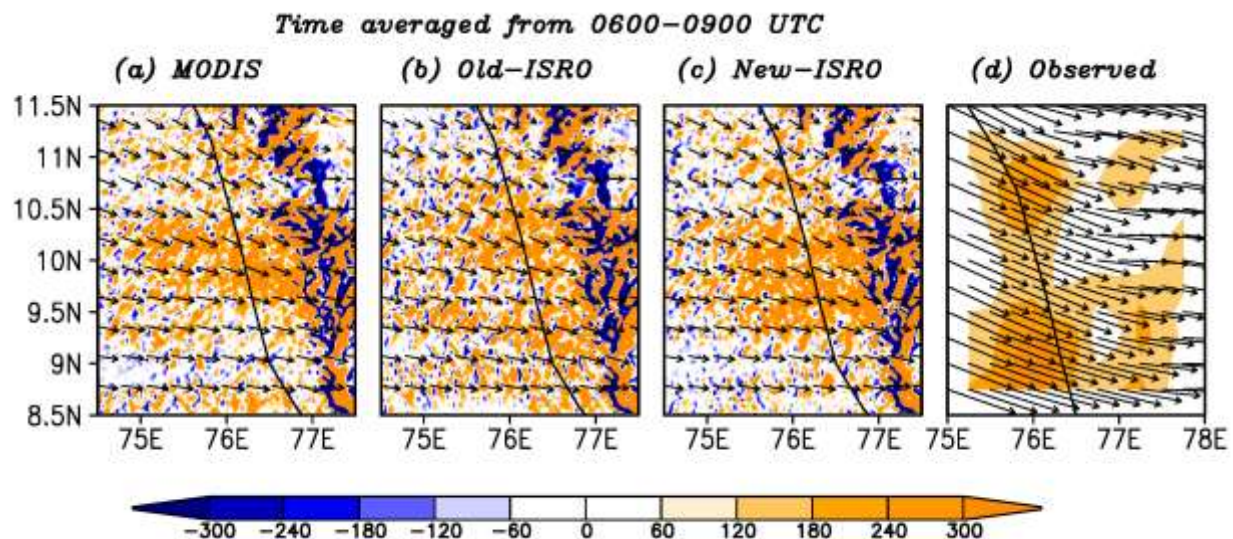 Time averaged from 0600-0900 UTC
(a) MODIS (b) Old-ISRO (c) New-ISRO (d) Observed
11.5N
11N
10.5N
10N
9.5N
9N
8.5N
75E 76E 77E 75E 76E 77E 75E 76E 77E 75E 76E 77E 78E
-300 -240 -180 -120 -60 0 60 120 180 240 300